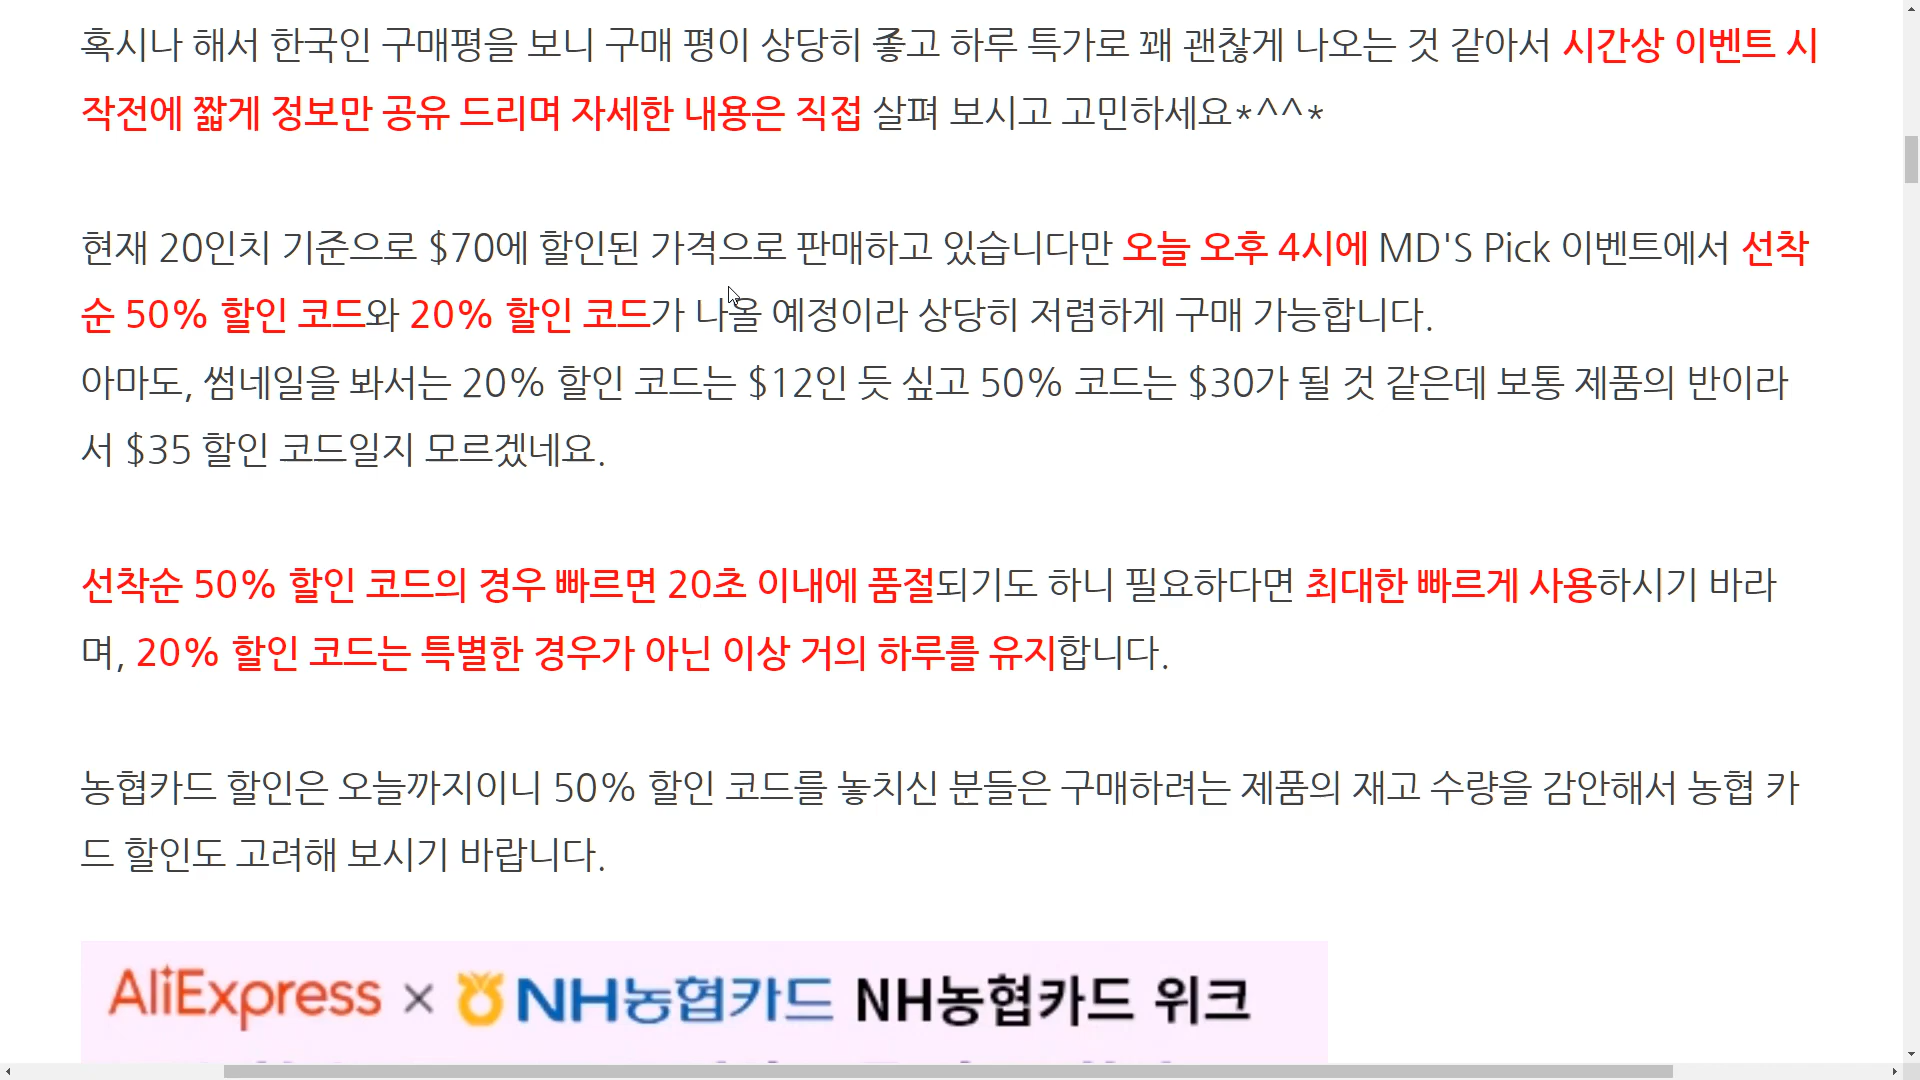 혹시나 해서 한국인 구매평을 보니 구매 평이 상당히 좋고 하루 특가로 꽤 괜찮게 나오는 것 같아서 시간상 이벤트 시
작전에 짧게 정보만 공유 드리며 자세한 내용은 직접 살펴 보시고 고민하세요*^^*
현재 20인치 기준으로 $70에 할인된 가격으로 판매하고 있습니다만 오늘 오후 4시에 MD'S Pick 이벤트에서 선착
순 50% 할인 코드와 20% 할인 코드가 나올 예정이라 상당히 저렴하게 구매 가능합니다.
아마도, 썸네일을 봐서는 20% 할인 코드는 $12인 듯 싶고 50% 코드는 $30가 될 것 같은데 보통 제품의 반이라
서 $35 할인 코드일지 모르겠네요.
선착순 50% 할인 코드의 경우 빠르면 20초 이내에 품절되기도 하니 필요하다면 최대한 빠르게 사용하시기 바라
며, 20% 할인 코드는 특별한 경우가 아닌 이상 거의 하루를 유지합니다.
농협카드 할인은 오늘까지이니 50% 할인 코드를 놓치신 분들은 구매하려는 제품의 재고 수량을 감안해서 농협 카
드 할인도 고려해 보시기 바랍니다.
AliExpress × NH농협카드 NH농협카드 위크